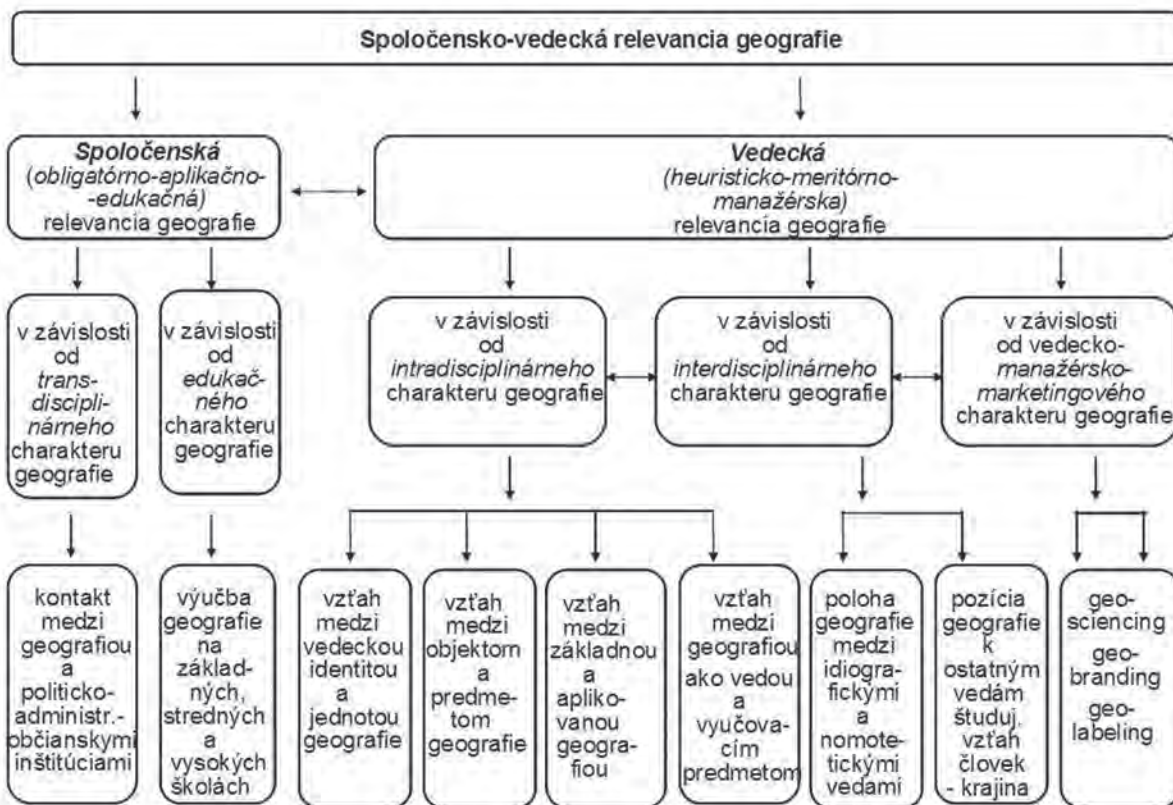 Spoločensko-vedecká relevancia geografie
Spoločenská
(obligatórno-aplikačno-
-edukačná)
relevancia geografie
Vedecká
(heuristicko-meritórno-
manažérska)
relevancia geografie
v závislosti
od
trans-
discipli-
nárneho
charakteru
geografie
v závislosti
od
edukač-
ného
charakteru
geografie
v závislosti
od
intradisciplinárneho
charakteru geografie
v závislosti
od
interdisciplinárneho
charakteru geografie
v závislosti
od vedecko-
manažérsko-
marketingového
charakteru geografie
kontakt
medzi
geografiou
a
politicko-
administr.-
občianskymi
inštitúciami
výučba
geografie
na
základ-
ných,
stredných
a
vysokých
školách
vzťah
medzi
vedeckou
identitou
a
jednotou
geografie
vzťah
medzi
objektom
a
predme-
tom
geografie
vzťah
medzi
základnou
a
apliko-
vanou
geogra-
fiou
vzťah
medzi
geografiou
ako vedou
a
vyučova-
cím
predmetom
poloha
geografie
medzi
idiogra-
fickými
a
nomote-
tickými
vedami
pozícia
geografie
k
ostatným
vedám
študuj.
vzťah
človek
- krajina
geo-
sciencing
geo-
branding
geo-
labeling